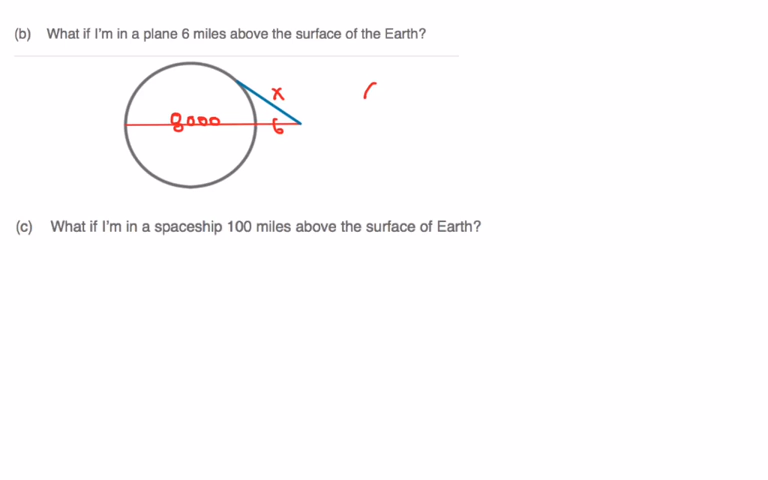 (b) What if I'm in a plane 6 miles above the surface of the Earth?
x
(
8000
6
(c) What if I'm in a spaceship 100 miles above the surface of Earth?